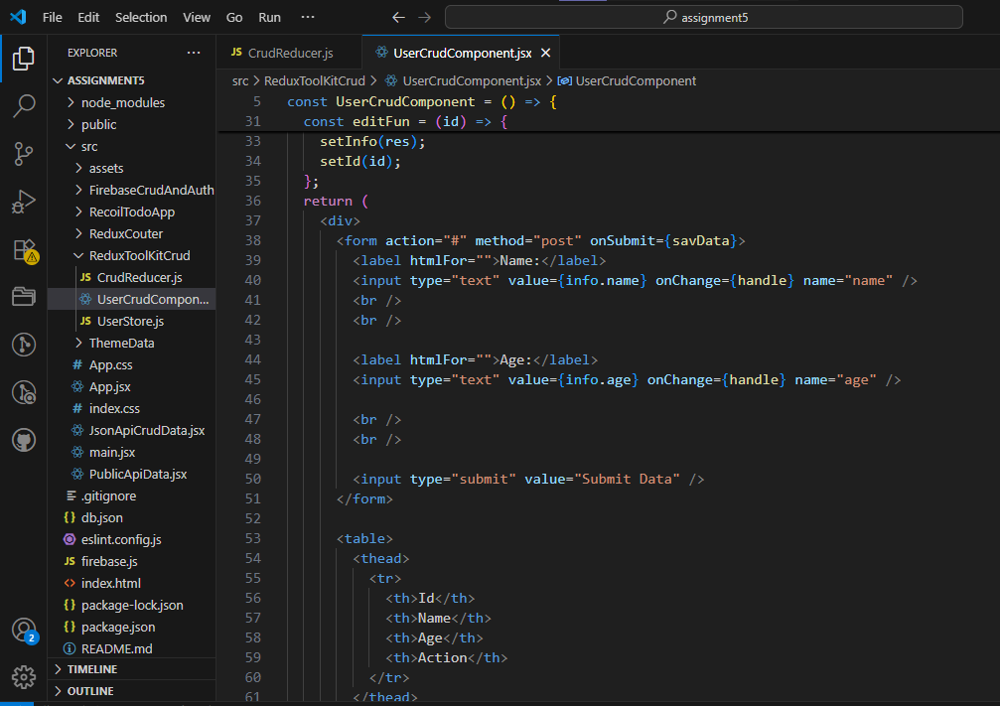 File Edit Selection View Go Run ··· assignment5
EXPLORER ···
ASSIGNMENT5
node_modules
public
src
assets
FirebaseCrudAndAuth
RecoilTodoApp
ReduxCouter
ReduxToolKitCrud
JS CrudReducer.js
UserCrudCompon...
JS UserStore.js
ThemeData
# App.css
App.jsx
# index.css
JsonApiCrudData.jsx
main.jsx
PublicApiData.jsx
.gitignore
{} db.json
eslint.config.js
JS firebase.js
<> index.html
{} package-lock.json
{} package.json
README.md
TIMELINE
OUTLINE
2
JS CrudReducer.js UserCrudComponent.jsx
src > ReduxToolKitCrud > UserCrudComponent.jsx > UserCrudComponent
5 const UserCrudComponent = () => {
31 const editFun = (id) => {
33 setInfo(res);
34 setId(id);
35 };
36 return (
37 <div>
38 <form action="#" method="post" onSubmit={savData}>
39 <label htmlFor="">Name:</label>
40 <input type="text" value={info.name} onChange={handle} name="name" />
41 <br />
42 <br />
43
44 <label htmlFor="">Age:</label>
45 <input type="text" value={info.age} onChange={handle} name="age" />
46
47 <br />
48 <br />
49
50 <input type="submit" value="Submit Data" />
51 </form>
52
53 <table>
54 <thead>
55 <tr>
56 <th>Id</th>
57 <th>Name</th>
58 <th>Age</th>
59 <th>Action</th>
60 </tr>
61 </thead>